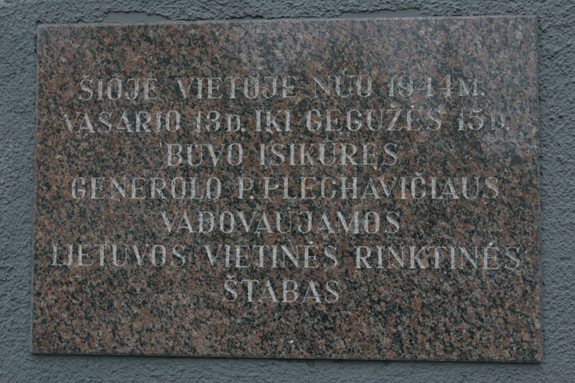 ŠIOJE VIETOJE NUO 1944 M.
VASARIO 13 D. IKI GEGUŽĖS 15 D.
BUVO ĮSIKŪRĘS
GENEROLO P. PLECHAVIČIAUS
VADOVAUJAMOS
LIETUVOS VIETINĖS RINKTINĖS
ŠTABAS